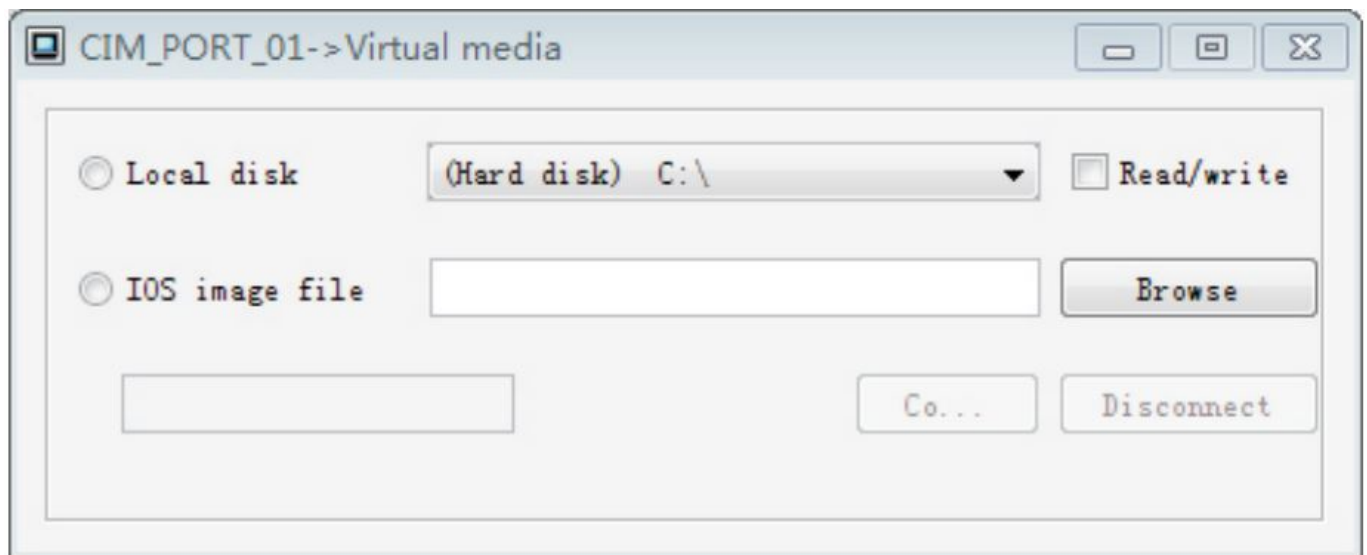 CIM_PORT_01->Virtual media
Local disk (Hard disk) C:\ Read/write
IOS image file Browse
Co... Disconnect